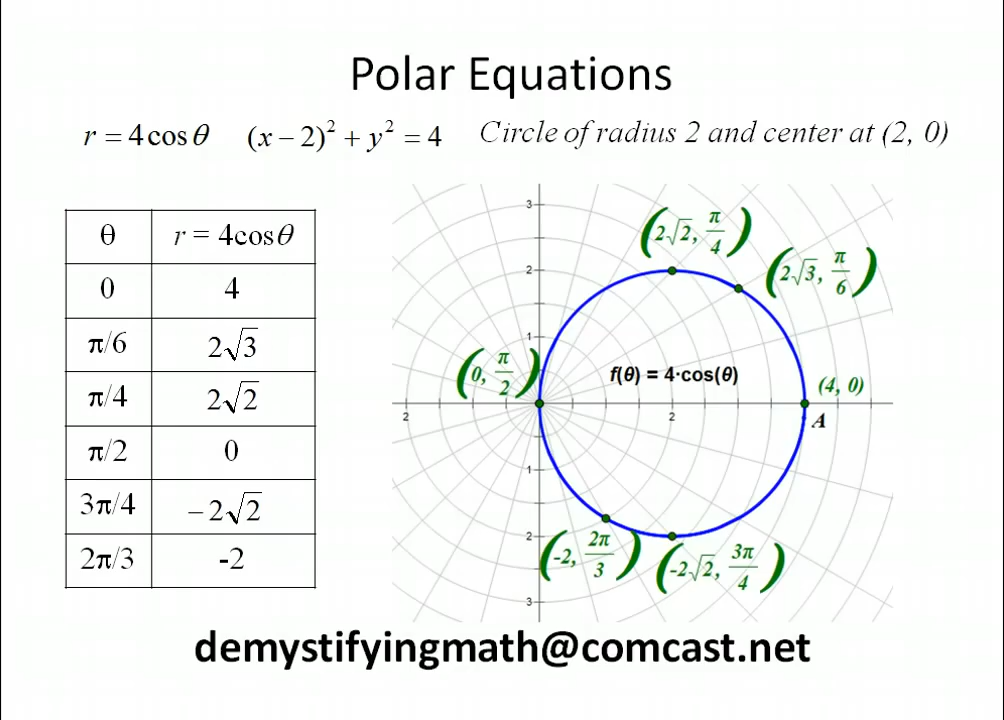 Polar Equations
r = 4cosθ (x − 2)² + y² = 4 Circle of radius 2 and center at (2, 0)
θ r = 4cosθ
0 4
π/6 2√3
π/4 2√2
π/2 0
3π/4 −2√2
2π/3 -2
3
2
1
1
2
3
2
2
(2√2, π/4)
(2√3, π/6)
(0, π/2)
f(θ) = 4·cos(θ)
(4, 0)
A
(-2, 2π/3)
(-2√2, 3π/4)
demystifyingmath@comcast.net